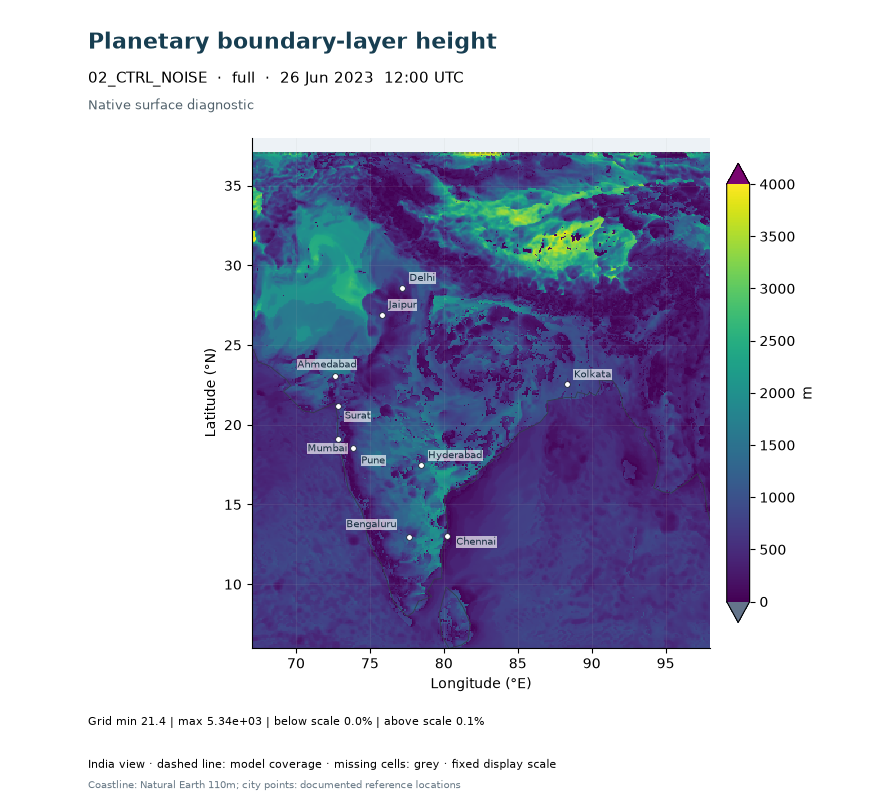 Planetary boundary-layer height
02_CTRL_NOISE · full · 26 Jun 2023 12:00 UTC
Native surface diagnostic
35
30
25
20
15
10
Latitude (°N)
Delhi
Jaipur
Ahmedabad
Kolkata
Surat
Mumbai
Pune
Hyderabad
Bengaluru
Chennai
4000
3500
3000
2500
2000
1500
1000
500
0
m
70 75 80 85 90 95
Longitude (°E)
Grid min 21.4 | max 5.34e+03 | below scale 0.0% | above scale 0.1%
India view · dashed line: model coverage · missing cells: grey · fixed display scale
Coastline: Natural Earth 110m; city points: documented reference locations